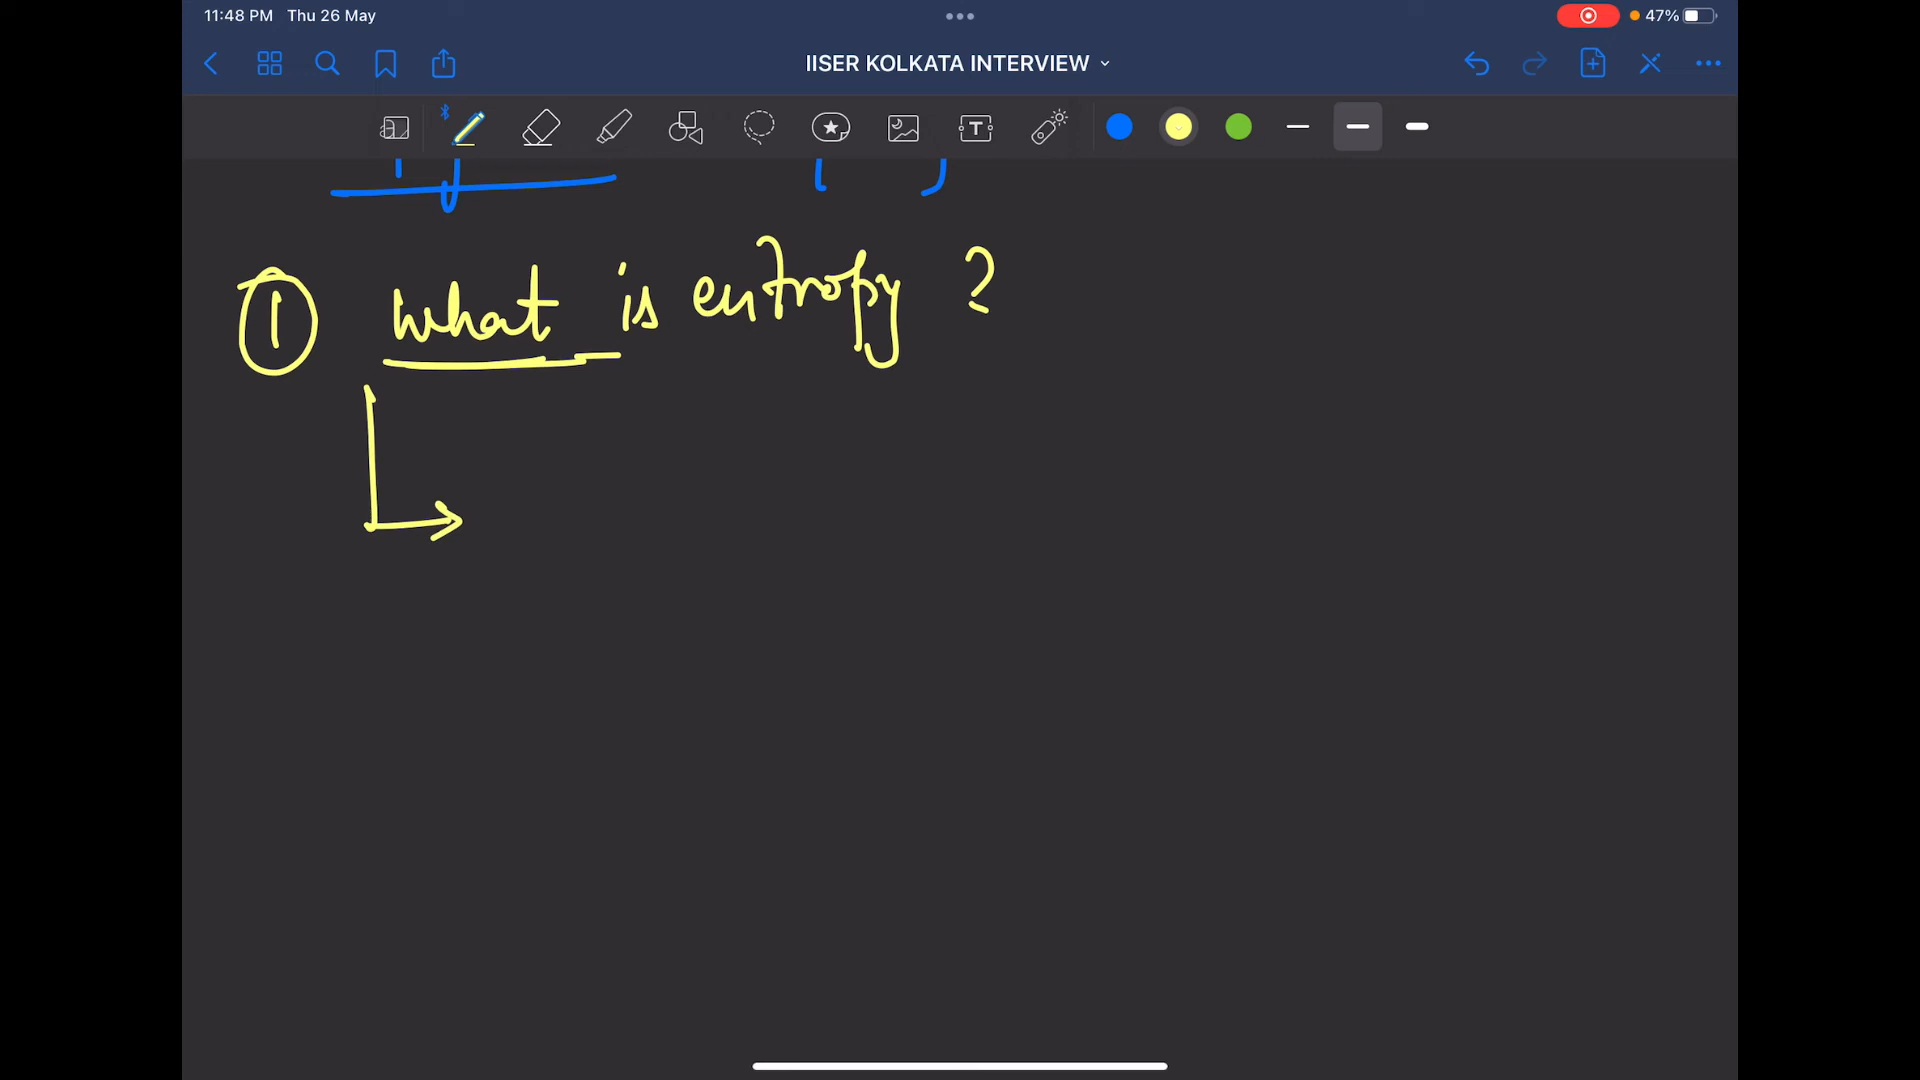 11:48 PM Thu 26 May
47%
IISER KOLKATA INTERVIEW
① What is entropy ?